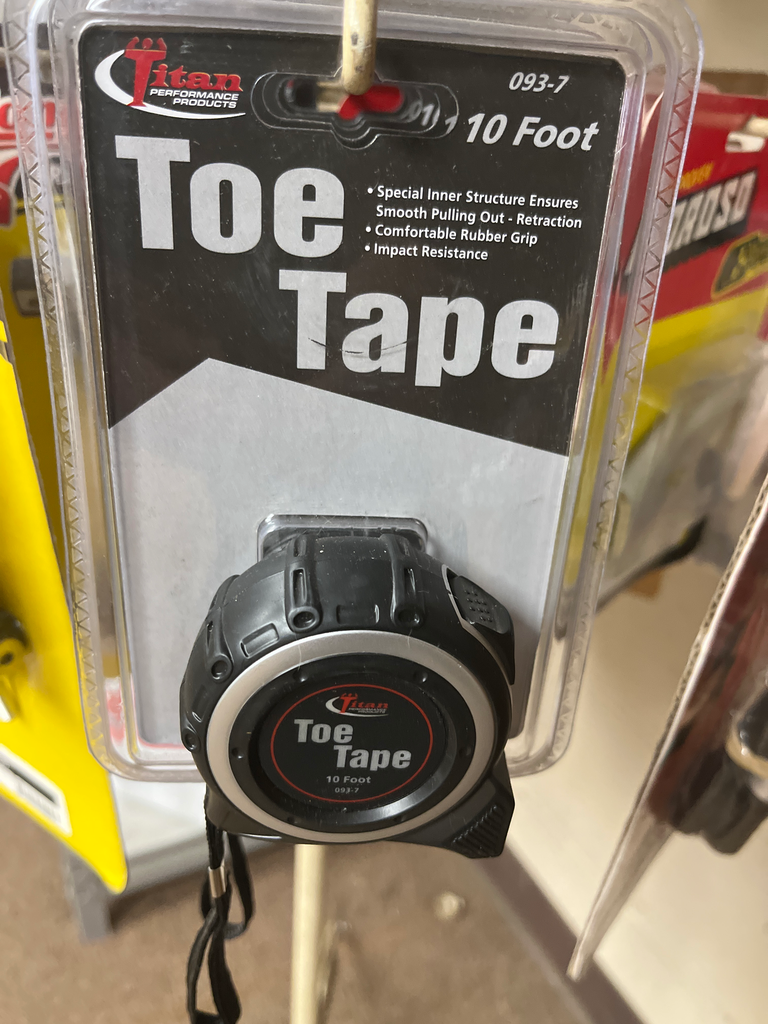 Titan
PERFORMANCE
PRODUCTS
093-7
10 Foot
Toe
Tape
• Special Inner Structure Ensures
Smooth Pulling Out - Retraction
• Comfortable Rubber Grip
• Impact Resistance
Titan
Toe
Tape
10 Foot
093-7